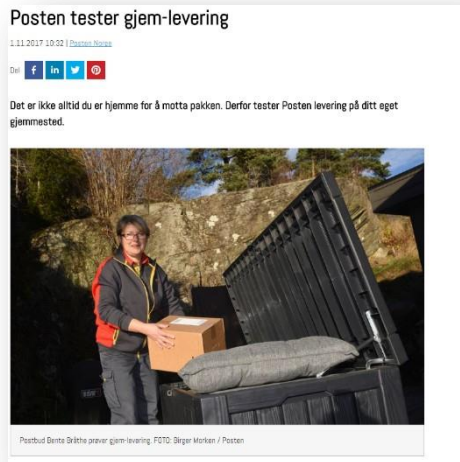 Posten tester gjem-levering
1.11.2017 10:32 | Posten Norge
Del
Det er ikke alltid du er hjemme for å motta pakken. Derfor tester Posten levering på ditt eget
gjemmested.
Postbud Bente Bråthe prøver gjem-levering. FOTO: Birger Morken / Posten